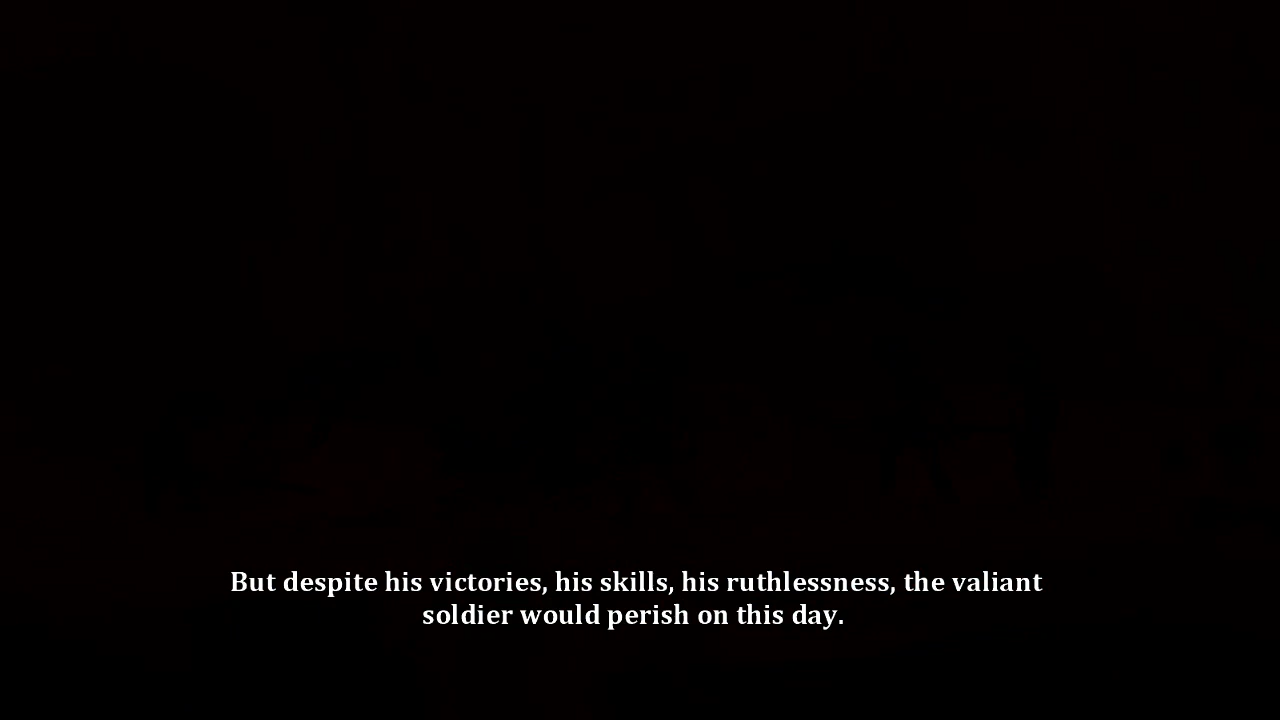 But despite his victories, his skills, his ruthlessness, the valiant
soldier would perish on this day.